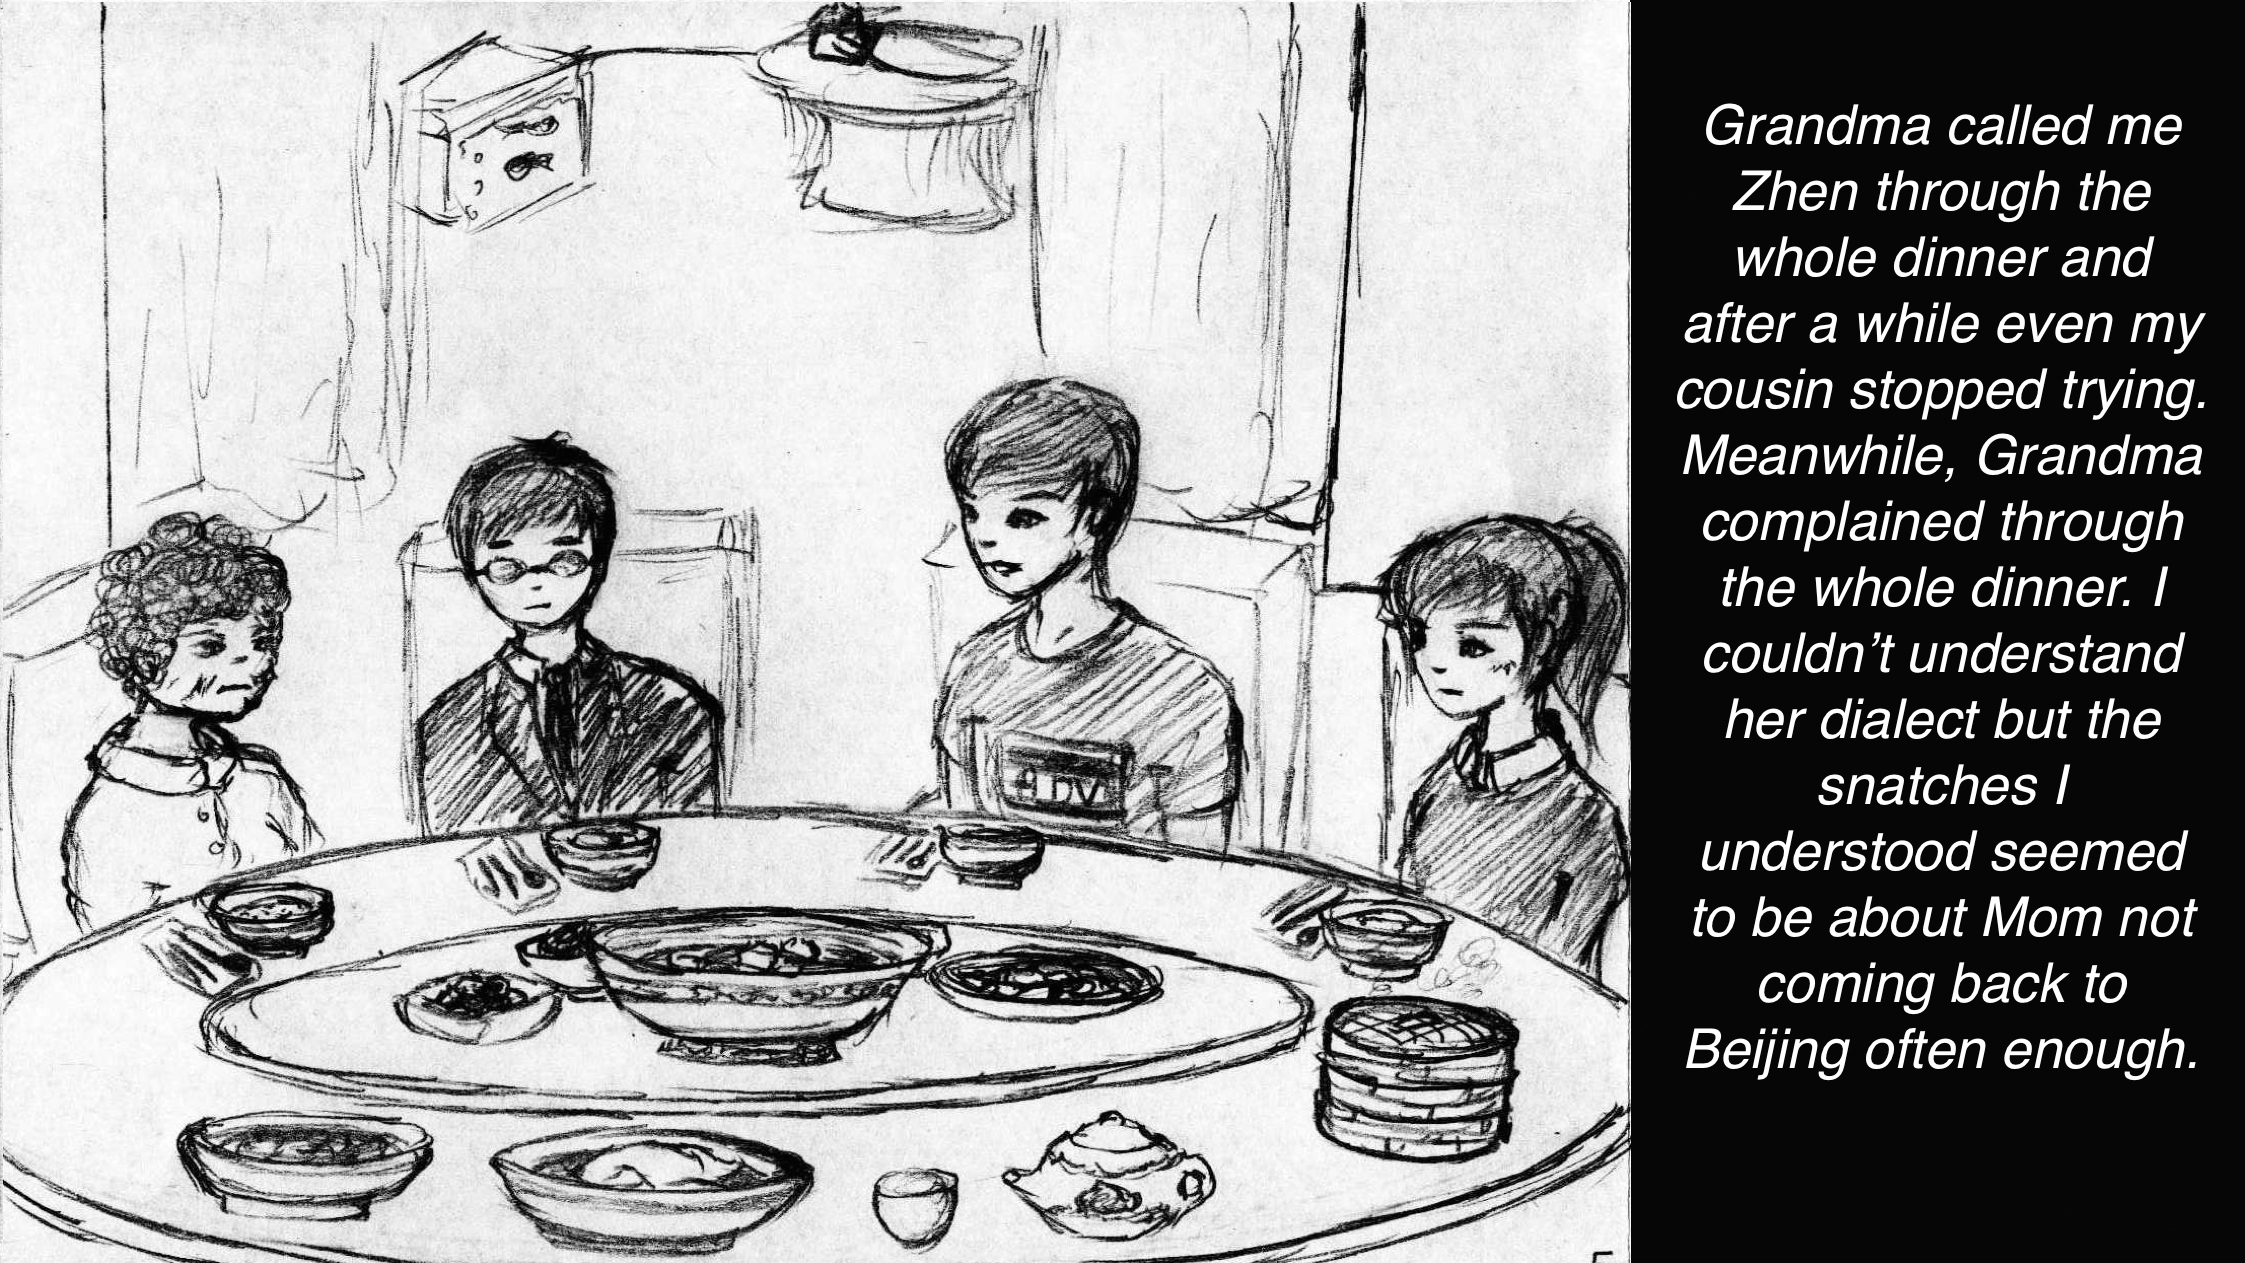 Grandma called me
Zhen through the
whole dinner and
after a while even my
cousin stopped trying.
Meanwhile, Grandma
complained through
the whole dinner. I
couldn’t understand
her dialect but the
snatches I
understood seemed
to be about Mom not
coming back to
Beijing often enough.